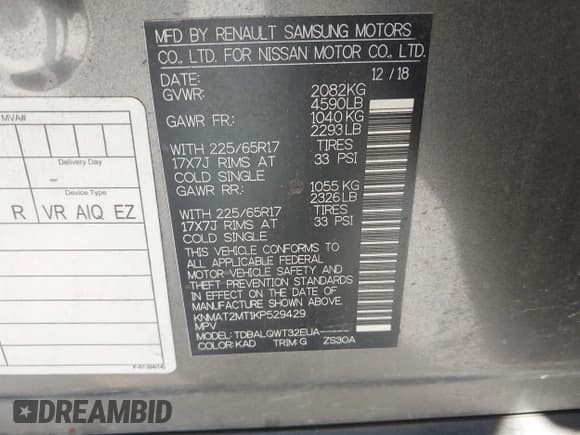 MFD BY RENAULT SAMSUNG MOTORS
CO., LTD. FOR NISSAN MOTOR CO., LTD.
DATE: 12 / 18
GVWR: 2082KG
4590LB
GAWR FR: 1040 KG
2293 LB
WITH 225/65R17 TIRES
17X7J RIMS AT 33 PSI
COLD SINGLE
GAWR RR: 1055 KG
2326 LB
WITH 225/65R17 TIRES
17X7J RIMS AT 33 PSI
COLD SINGLE
THIS VEHICLE CONFORMS TO
ALL APPLICABLE FEDERAL
MOTOR VEHICLE SAFETY AND
THEFT PREVENTION STANDARDS
IN EFFECT ON THE DATE OF
MANUFACTURE SHOWN ABOVE.
KNMAT2MT1KP529429
MPV
MODEL: TDBALQWT32EUA
COLOR: KAD TRIM: G ZS30A
MVA#
Delivery Day
Device Type
R VR AIQ EZ
DREAMBID